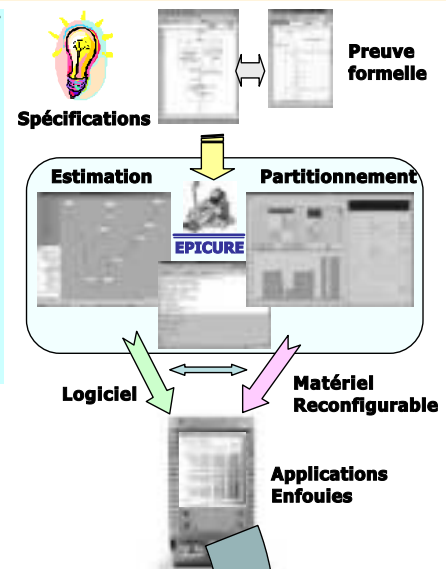 Preuve
formelle
Spécifications
Estimation
Partitionnement
EPICURE
Logiciel
Matériel
Reconfigurable
Applications
Enfouies